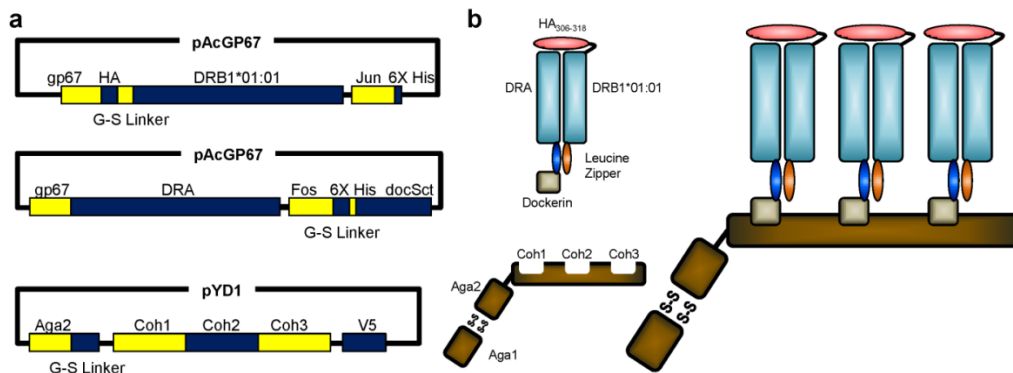 a
pAcGP67
gp67 HA DRB1*01:01 Jun 6X His
G-S Linker
pAcGP67
gp67 DRA Fos 6X His docSct
G-S Linker
pYD1
Aga2 Coh1 Coh2 Coh3 V5
G-S Linker
b
HA306-318
DRA DRB1*01:01
Leucine
Zipper
Dockerin
Coh1 Coh2 Coh3
Aga2
s-s
s-s
Aga1
S-S
S-S